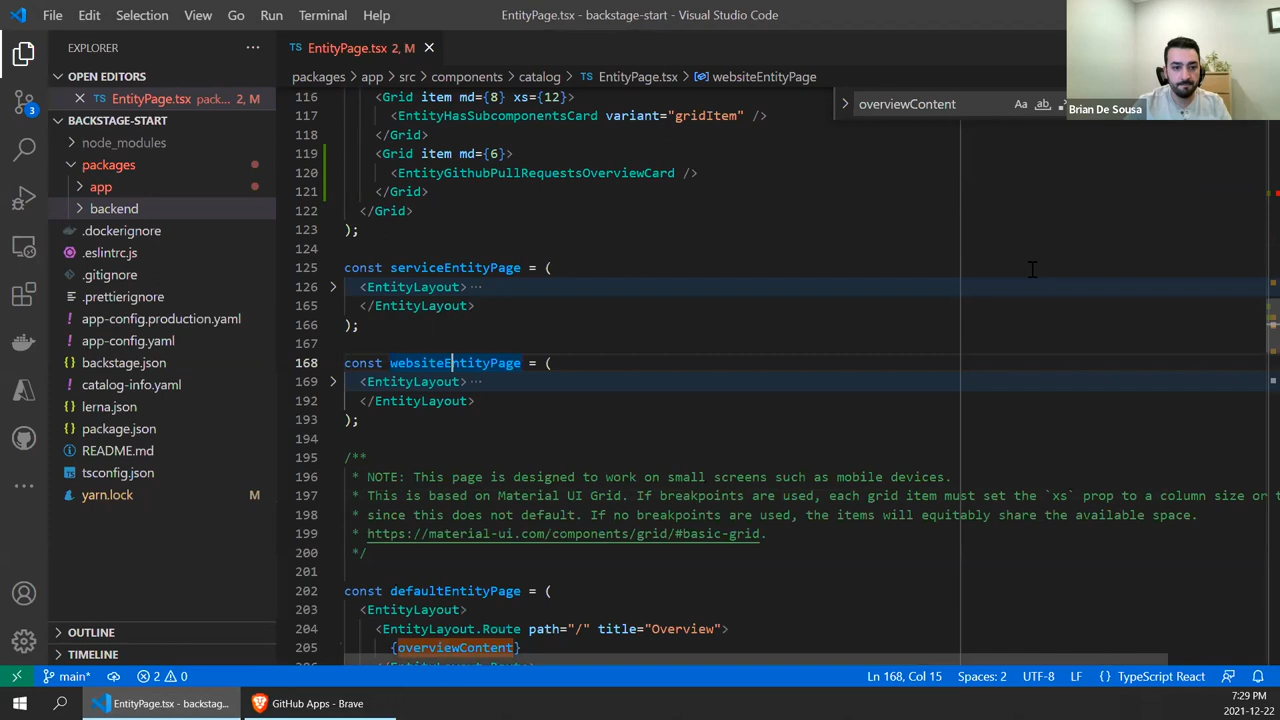 File Edit Selection View Go Run Terminal Help
EntityPage.tsx - backstage-start - Visual Studio Code
EXPLORER
OPEN EDITORS
EntityPage.tsx pack... 2, M
BACKSTAGE-START
node_modules
packages
app
backend
.dockerignore
.eslintrc.js
.gitignore
.prettierignore
app-config.production.yaml
app-config.yaml
backstage.json
catalog-info.yaml
lerna.json
package.json
README.md
tsconfig.json
yarn.lock M
OUTLINE
TIMELINE
3
TS EntityPage.tsx 2, M
packages > app > src > components > catalog > TS EntityPage.tsx > websiteEntityPage
overviewContent Aa ab
Brian De Sousa
116 <Grid item md={8} xs={12}>
117 <EntityHasSubcomponentsCard variant="gridItem" />
118 </Grid>
119 <Grid item md={6}>
120 <EntityGithubPullRequestsOverviewCard />
121 </Grid>
122 </Grid>
123 );
124
125 const serviceEntityPage = (
126 <EntityLayout> ···
165 </EntityLayout>
166 );
167
168 const websiteEntityPage = (
169 <EntityLayout> ···
192 </EntityLayout>
193 );
194
195 /**
196 * NOTE: This page is designed to work on small screens such as mobile devices.
197 * This is based on Material UI Grid. If breakpoints are used, each grid item must set the `xs` prop to a column size or t
198 * since this does not default. If no breakpoints are used, the items will equitably share the available space.
199 * https://material-ui.com/components/grid/#basic-grid.
200 */
201
202 const defaultEntityPage = (
203 <EntityLayout>
204 <EntityLayout.Route path="/" title="Overview">
205 {overviewContent}
206 </EntityLayout.Route>
main* 2 0
Ln 168, Col 15 Spaces: 2 UTF-8 LF {} TypeScript React
EntityPage.tsx - backstag...
GitHub Apps - Brave
7:29 PM
2021-12-22